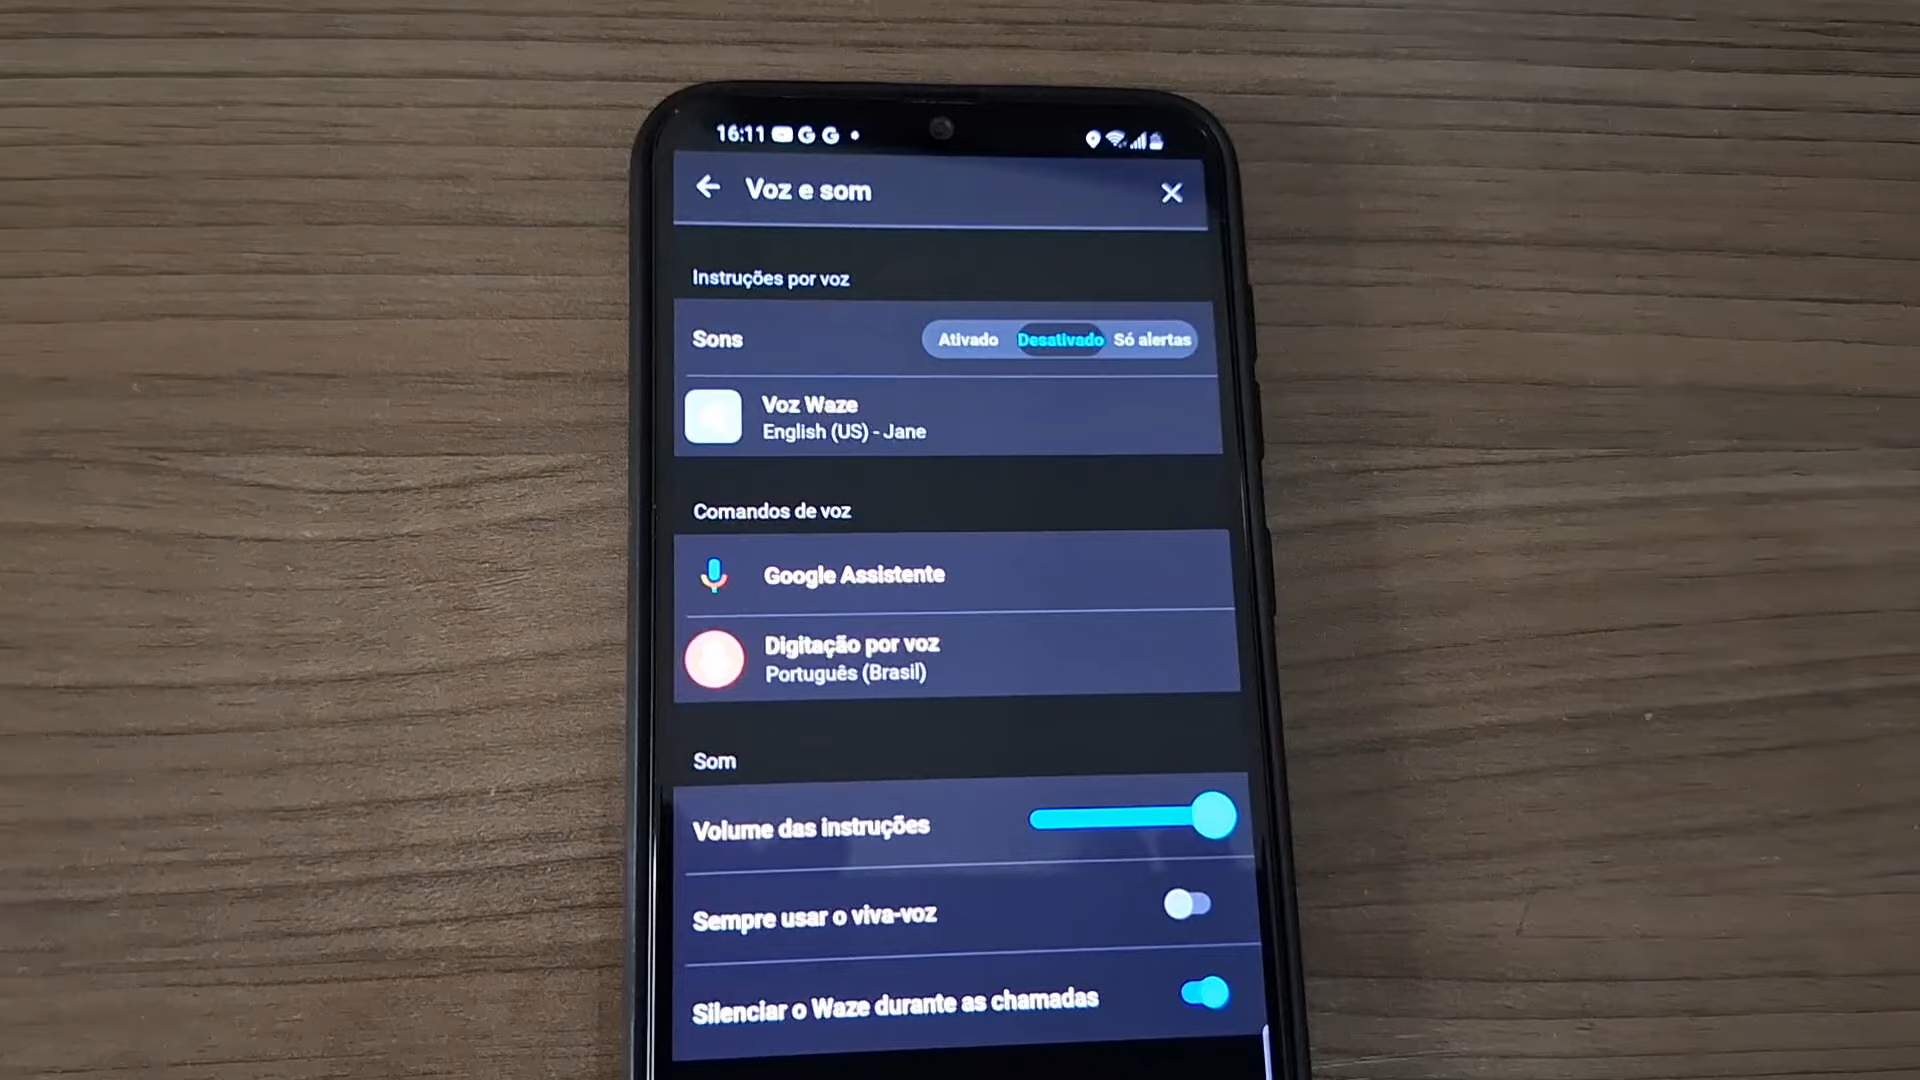 16:11
Voz e som
Instruções por voz
Sons
Ativado
Desativado
Só alertas
Voz Waze
English (US) - Jane
Comandos de voz
Google Assistente
Digitação por voz
Português (Brasil)
Som
Volume das instruções
Sempre usar o viva-voz
Silenciar o Waze durante as chamadas